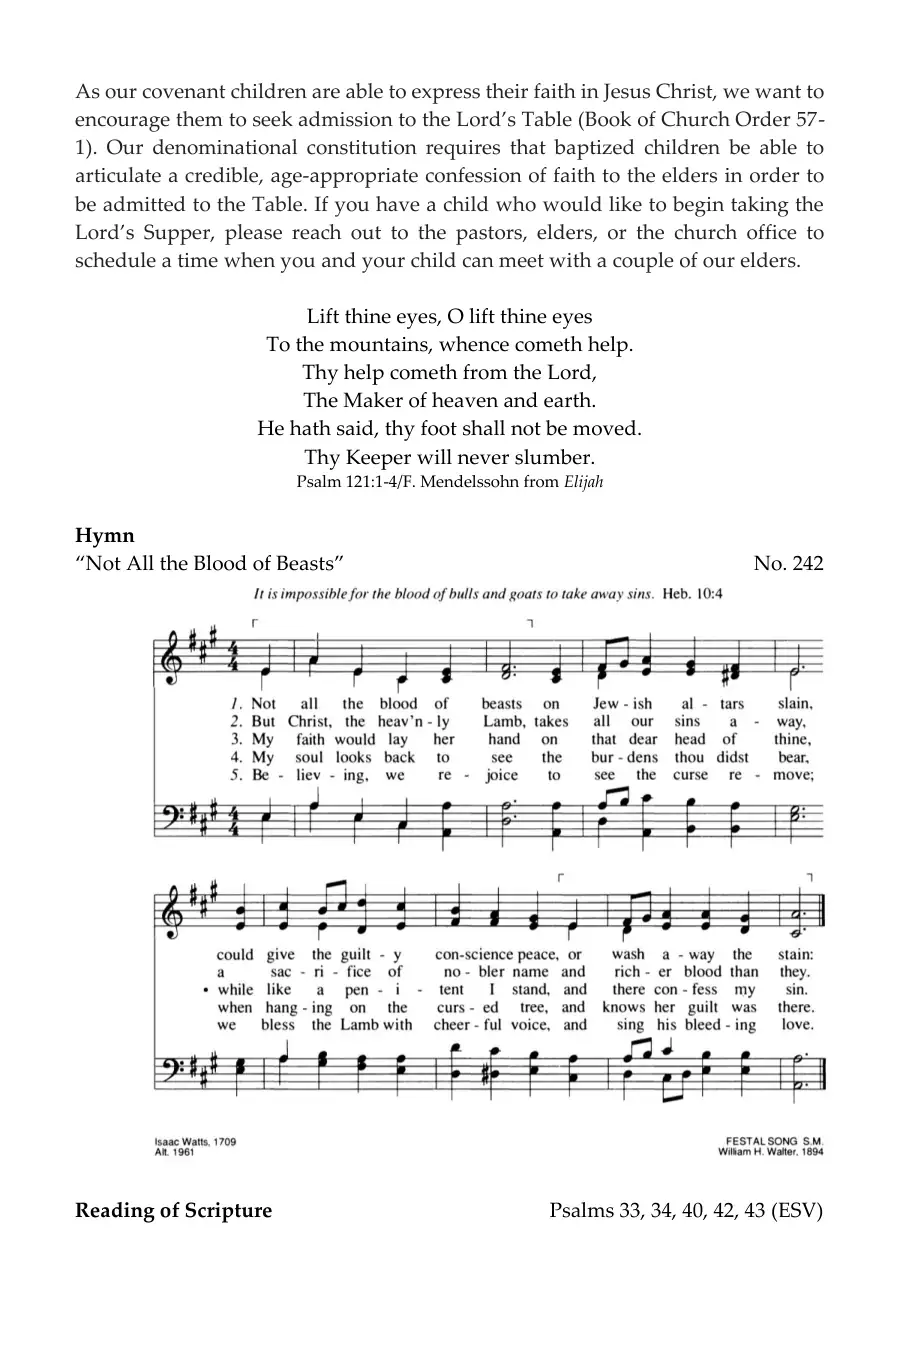 As our covenant children are able to express their faith in Jesus Christ, we want to
encourage them to seek admission to the Lord’s Table (Book of Church Order 57-
1). Our denominational constitution requires that baptized children be able to
articulate a credible, age-appropriate confession of faith to the elders in order to
be admitted to the Table. If you have a child who would like to begin taking the
Lord’s Supper, please reach out to the pastors, elders, or the church office to
schedule a time when you and your child can meet with a couple of our elders.
Lift thine eyes, O lift thine eyes
To the mountains, whence cometh help.
Thy help cometh from the Lord,
The Maker of heaven and earth.
He hath said, thy foot shall not be moved.
Thy Keeper will never slumber.
Psalm 121:1-4/F. Mendelssohn from Elijah
Hymn
“Not All the Blood of Beasts” No. 242
It is impossible for the blood of bulls and goats to take away sins. Heb. 10:4
4
4
1. Not all the blood of beasts on Jew - ish al - tars slain,
2. But Christ, the heav'n - ly Lamb, takes all our sins a - way,
3. My faith would lay her hand on that dear head of thine,
4. My soul looks back to see the bur - dens thou didst bear,
5. Be - liev - ing, we re - joice to see the curse re - move;
4
4
could give the guilt - y con-science peace, or wash a - way the stain:
a sac - ri - fice of no - bler name and rich - er blood than they.
• while like a pen - i - tent I stand, and there con - fess my sin.
when hang - ing on the curs - ed tree, and knows her guilt was there.
we bless the Lamb with cheer - ful voice, and sing his bleed - ing love.
Isaac Watts, 1709 FESTAL SONG S.M.
Alt. 1961 William H. Walter, 1894
Reading of Scripture Psalms 33, 34, 40, 42, 43 (ESV)